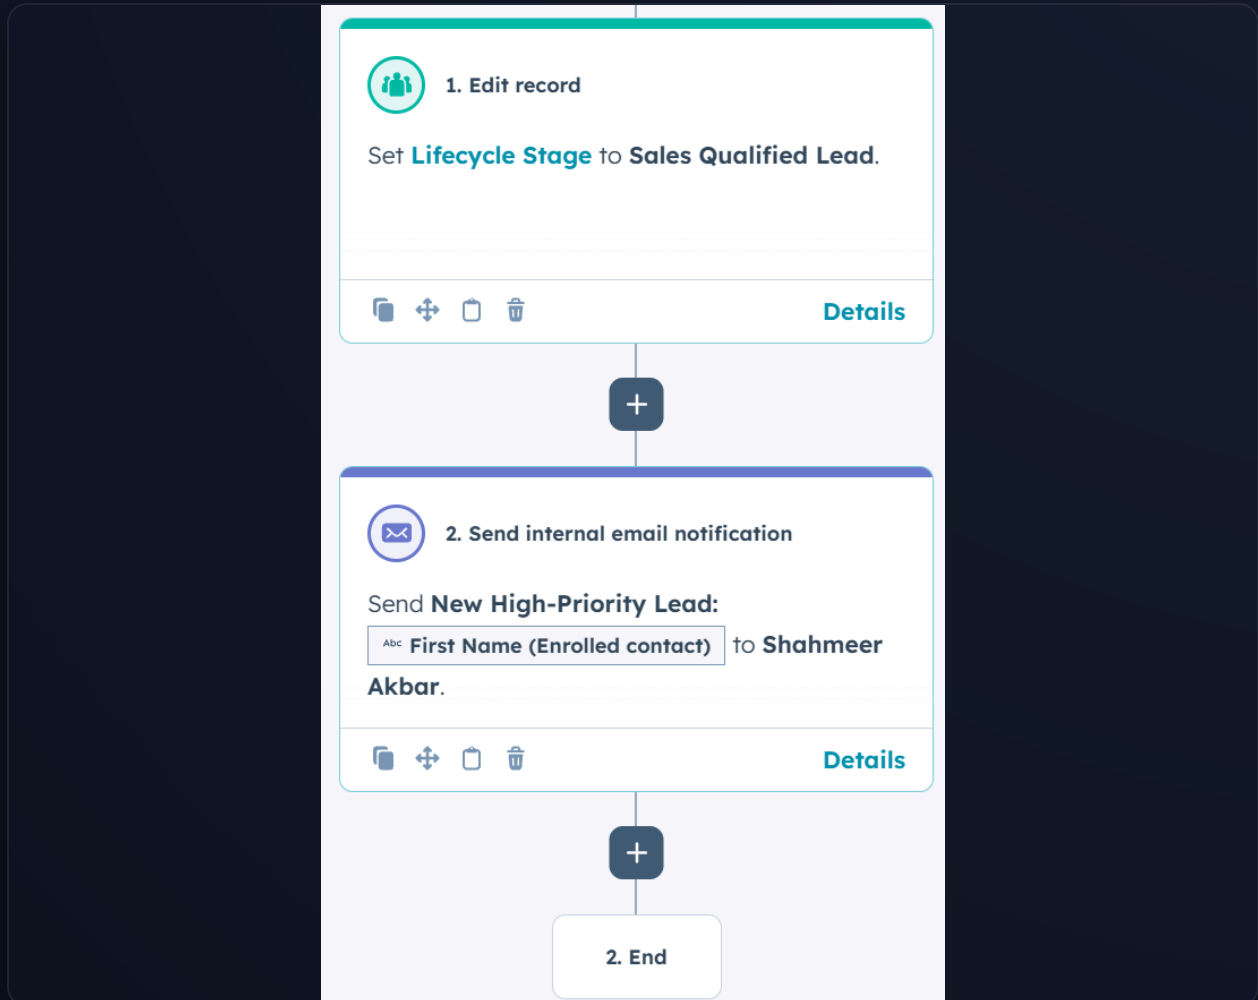 1. Edit record
Set Lifecycle Stage to Sales Qualified Lead.
Details
2. Send internal email notification
Send New High-Priority Lead:
Abc First Name (Enrolled contact) to Shahmeer
Akbar.
Details
2. End